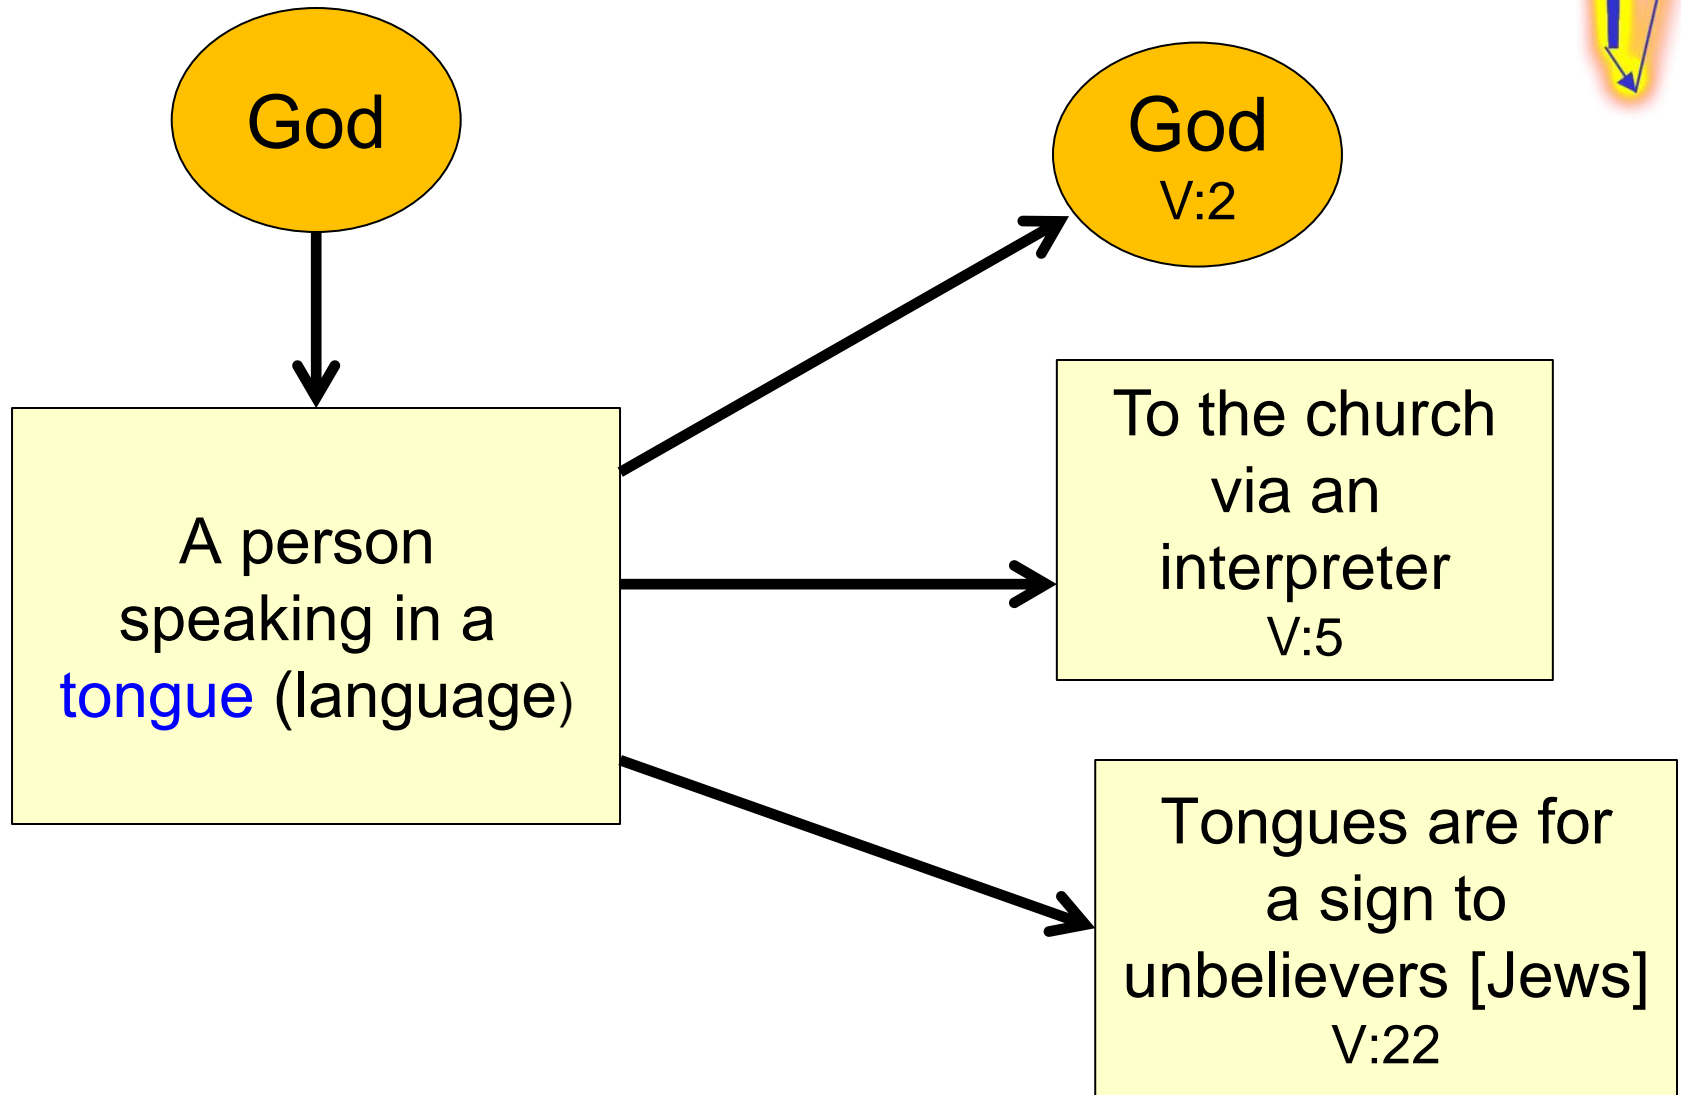 God
God
V:2
A person
speaking in a
tongue (language)
To the church
via an
interpreter
V:5
Tongues are for
a sign to
unbelievers [Jews]
V:22